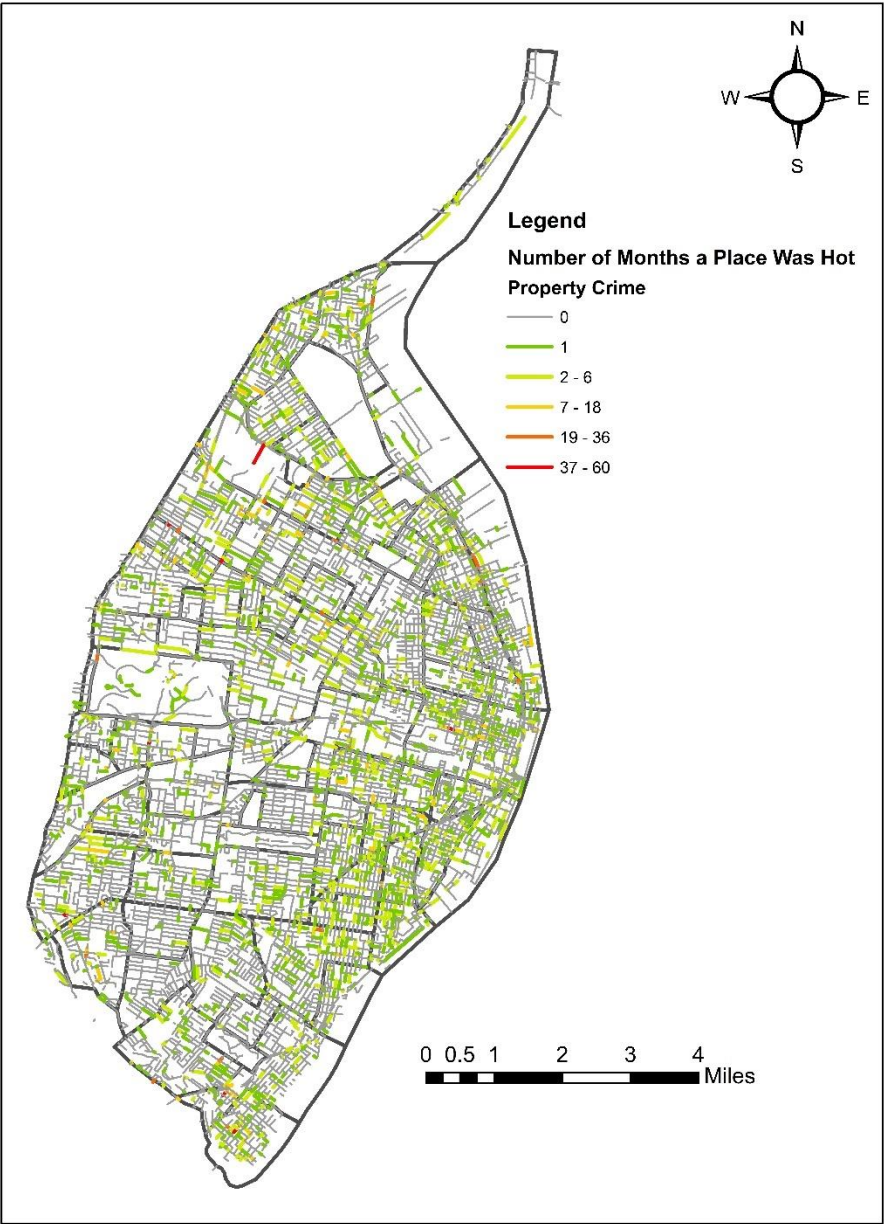 N
W E
S
Legend
Number of Months a Place Was Hot
Property Crime
0
1
2 - 6
7 - 18
19 - 36
37 - 60
0 0.5 1 2 3 4
Miles